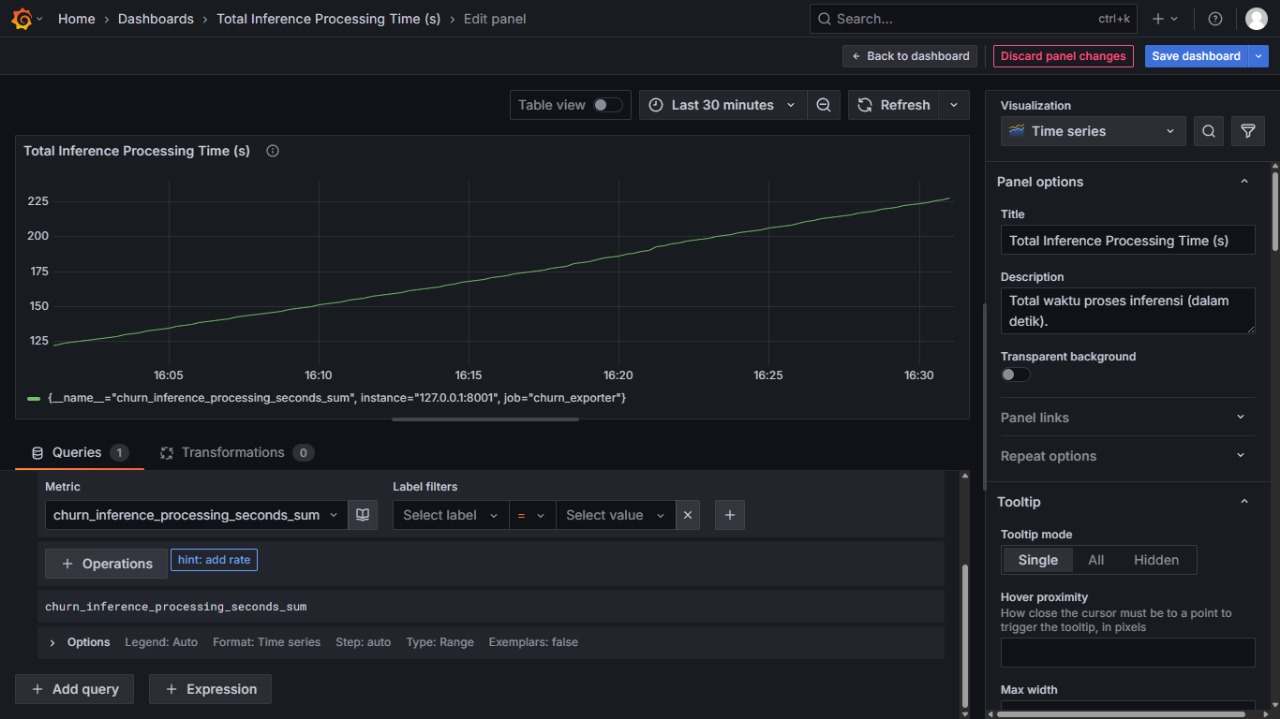 Home › Dashboards › Total Inference Processing Time (s) › Edit panel
Search... ctrl+k
Back to dashboard Discard panel changes Save dashboard
Table view Last 30 minutes Refresh
Total Inference Processing Time (s)
225
200
175
150
125
16:05 16:10 16:15 16:20 16:25 16:30
{__name__="churn_inference_processing_seconds_sum", instance="127.0.0.1:8001", job="churn_exporter"}
Queries 1 Transformations 0
Metric Label filters
churn_inference_processing_seconds_sum Select label = Select value
+ Operations hint: add rate
churn_inference_processing_seconds_sum
Options Legend: Auto Format: Time series Step: auto Type: Range Exemplars: false
+ Add query + Expression
Visualization
Time series
Panel options
Title
Total Inference Processing Time (s)
Description
Total waktu proses inferensi (dalam
detik).
Transparent background
Panel links
Repeat options
Tooltip
Tooltip mode
Single All Hidden
Hover proximity
How close the cursor must be to a point to
trigger the tooltip, in pixels
Max width